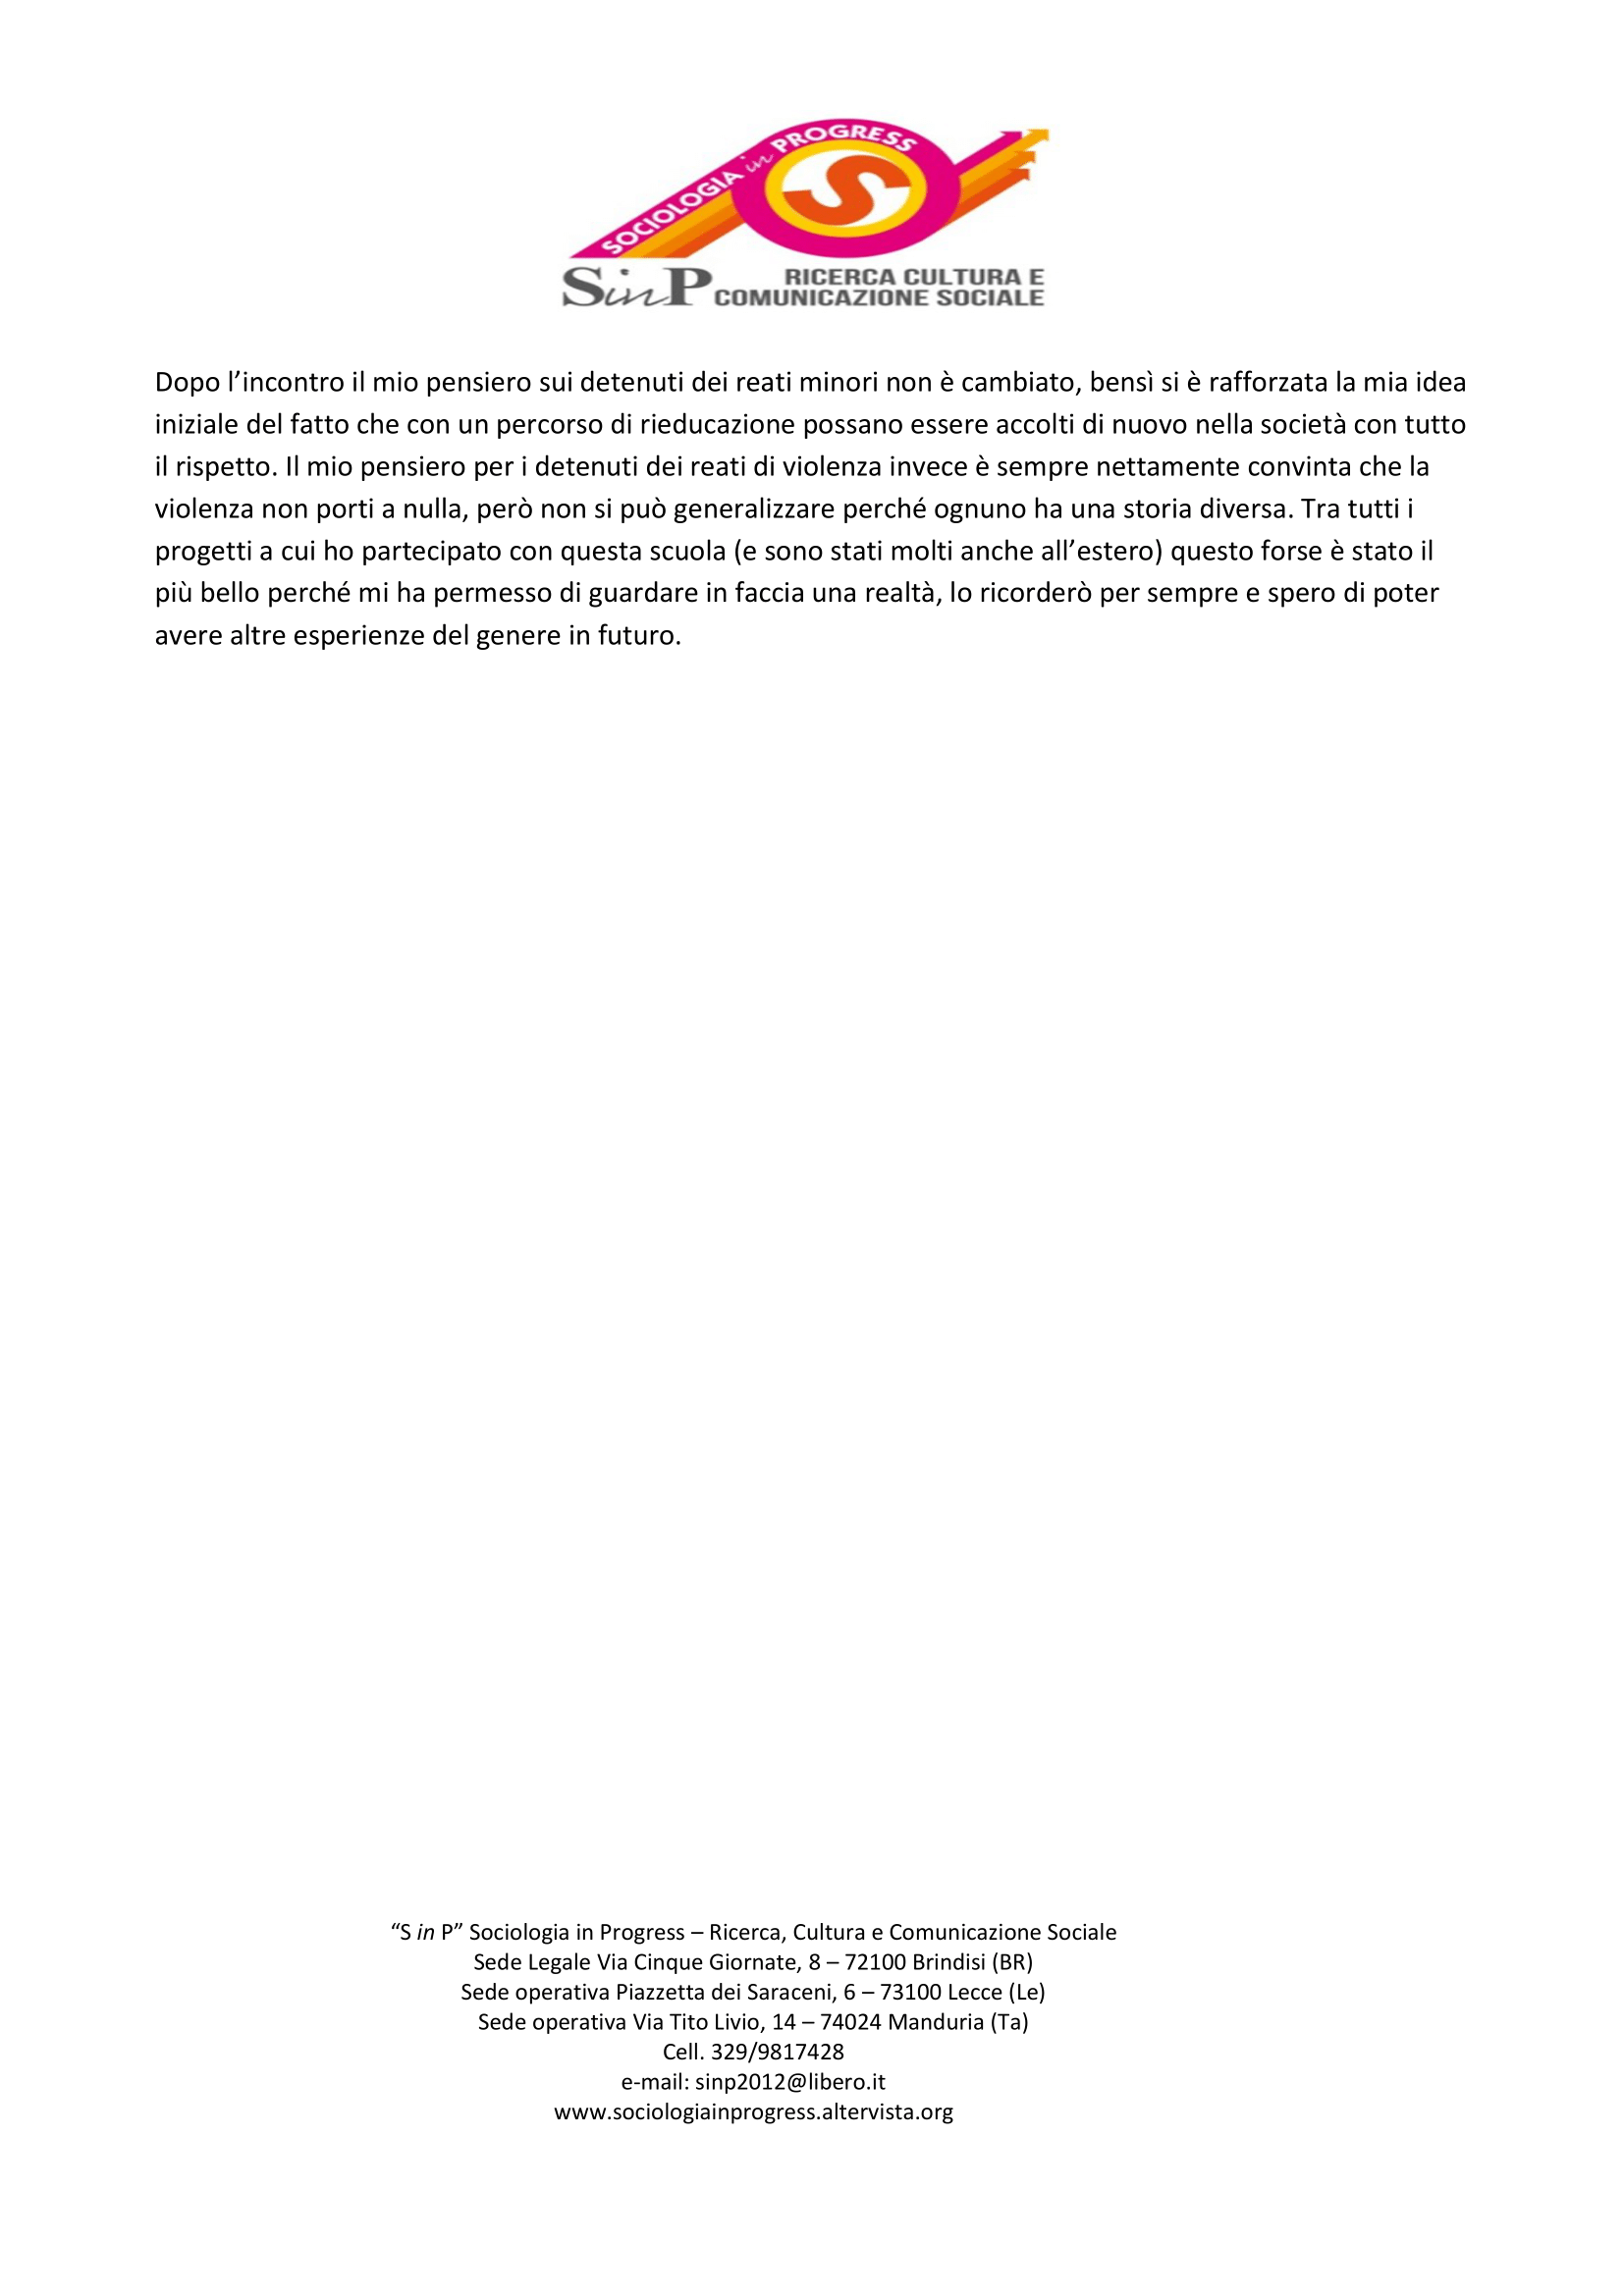 SOCIOLOGIA in PROGRESS
S
SinP RICERCA CULTURA E
COMUNICAZIONE SOCIALE
Dopo l’incontro il mio pensiero sui detenuti dei reati minori non è cambiato, bensì si è rafforzata la mia idea
iniziale del fatto che con un percorso di rieducazione possano essere accolti di nuovo nella società con tutto
il rispetto. Il mio pensiero per i detenuti dei reati di violenza invece è sempre nettamente convinta che la
violenza non porti a nulla, però non si può generalizzare perché ognuno ha una storia diversa. Tra tutti i
progetti a cui ho partecipato con questa scuola (e sono stati molti anche all’estero) questo forse è stato il
più bello perché mi ha permesso di guardare in faccia una realtà, lo ricorderò per sempre e spero di poter
avere altre esperienze del genere in futuro.
“S in P” Sociologia in Progress – Ricerca, Cultura e Comunicazione Sociale
Sede Legale Via Cinque Giornate, 8 – 72100 Brindisi (BR)
Sede operativa Piazzetta dei Saraceni, 6 – 73100 Lecce (Le)
Sede operativa Via Tito Livio, 14 – 74024 Manduria (Ta)
Cell. 329/9817428
e-mail: sinp2012@libero.it
www.sociologiainprogress.altervista.org